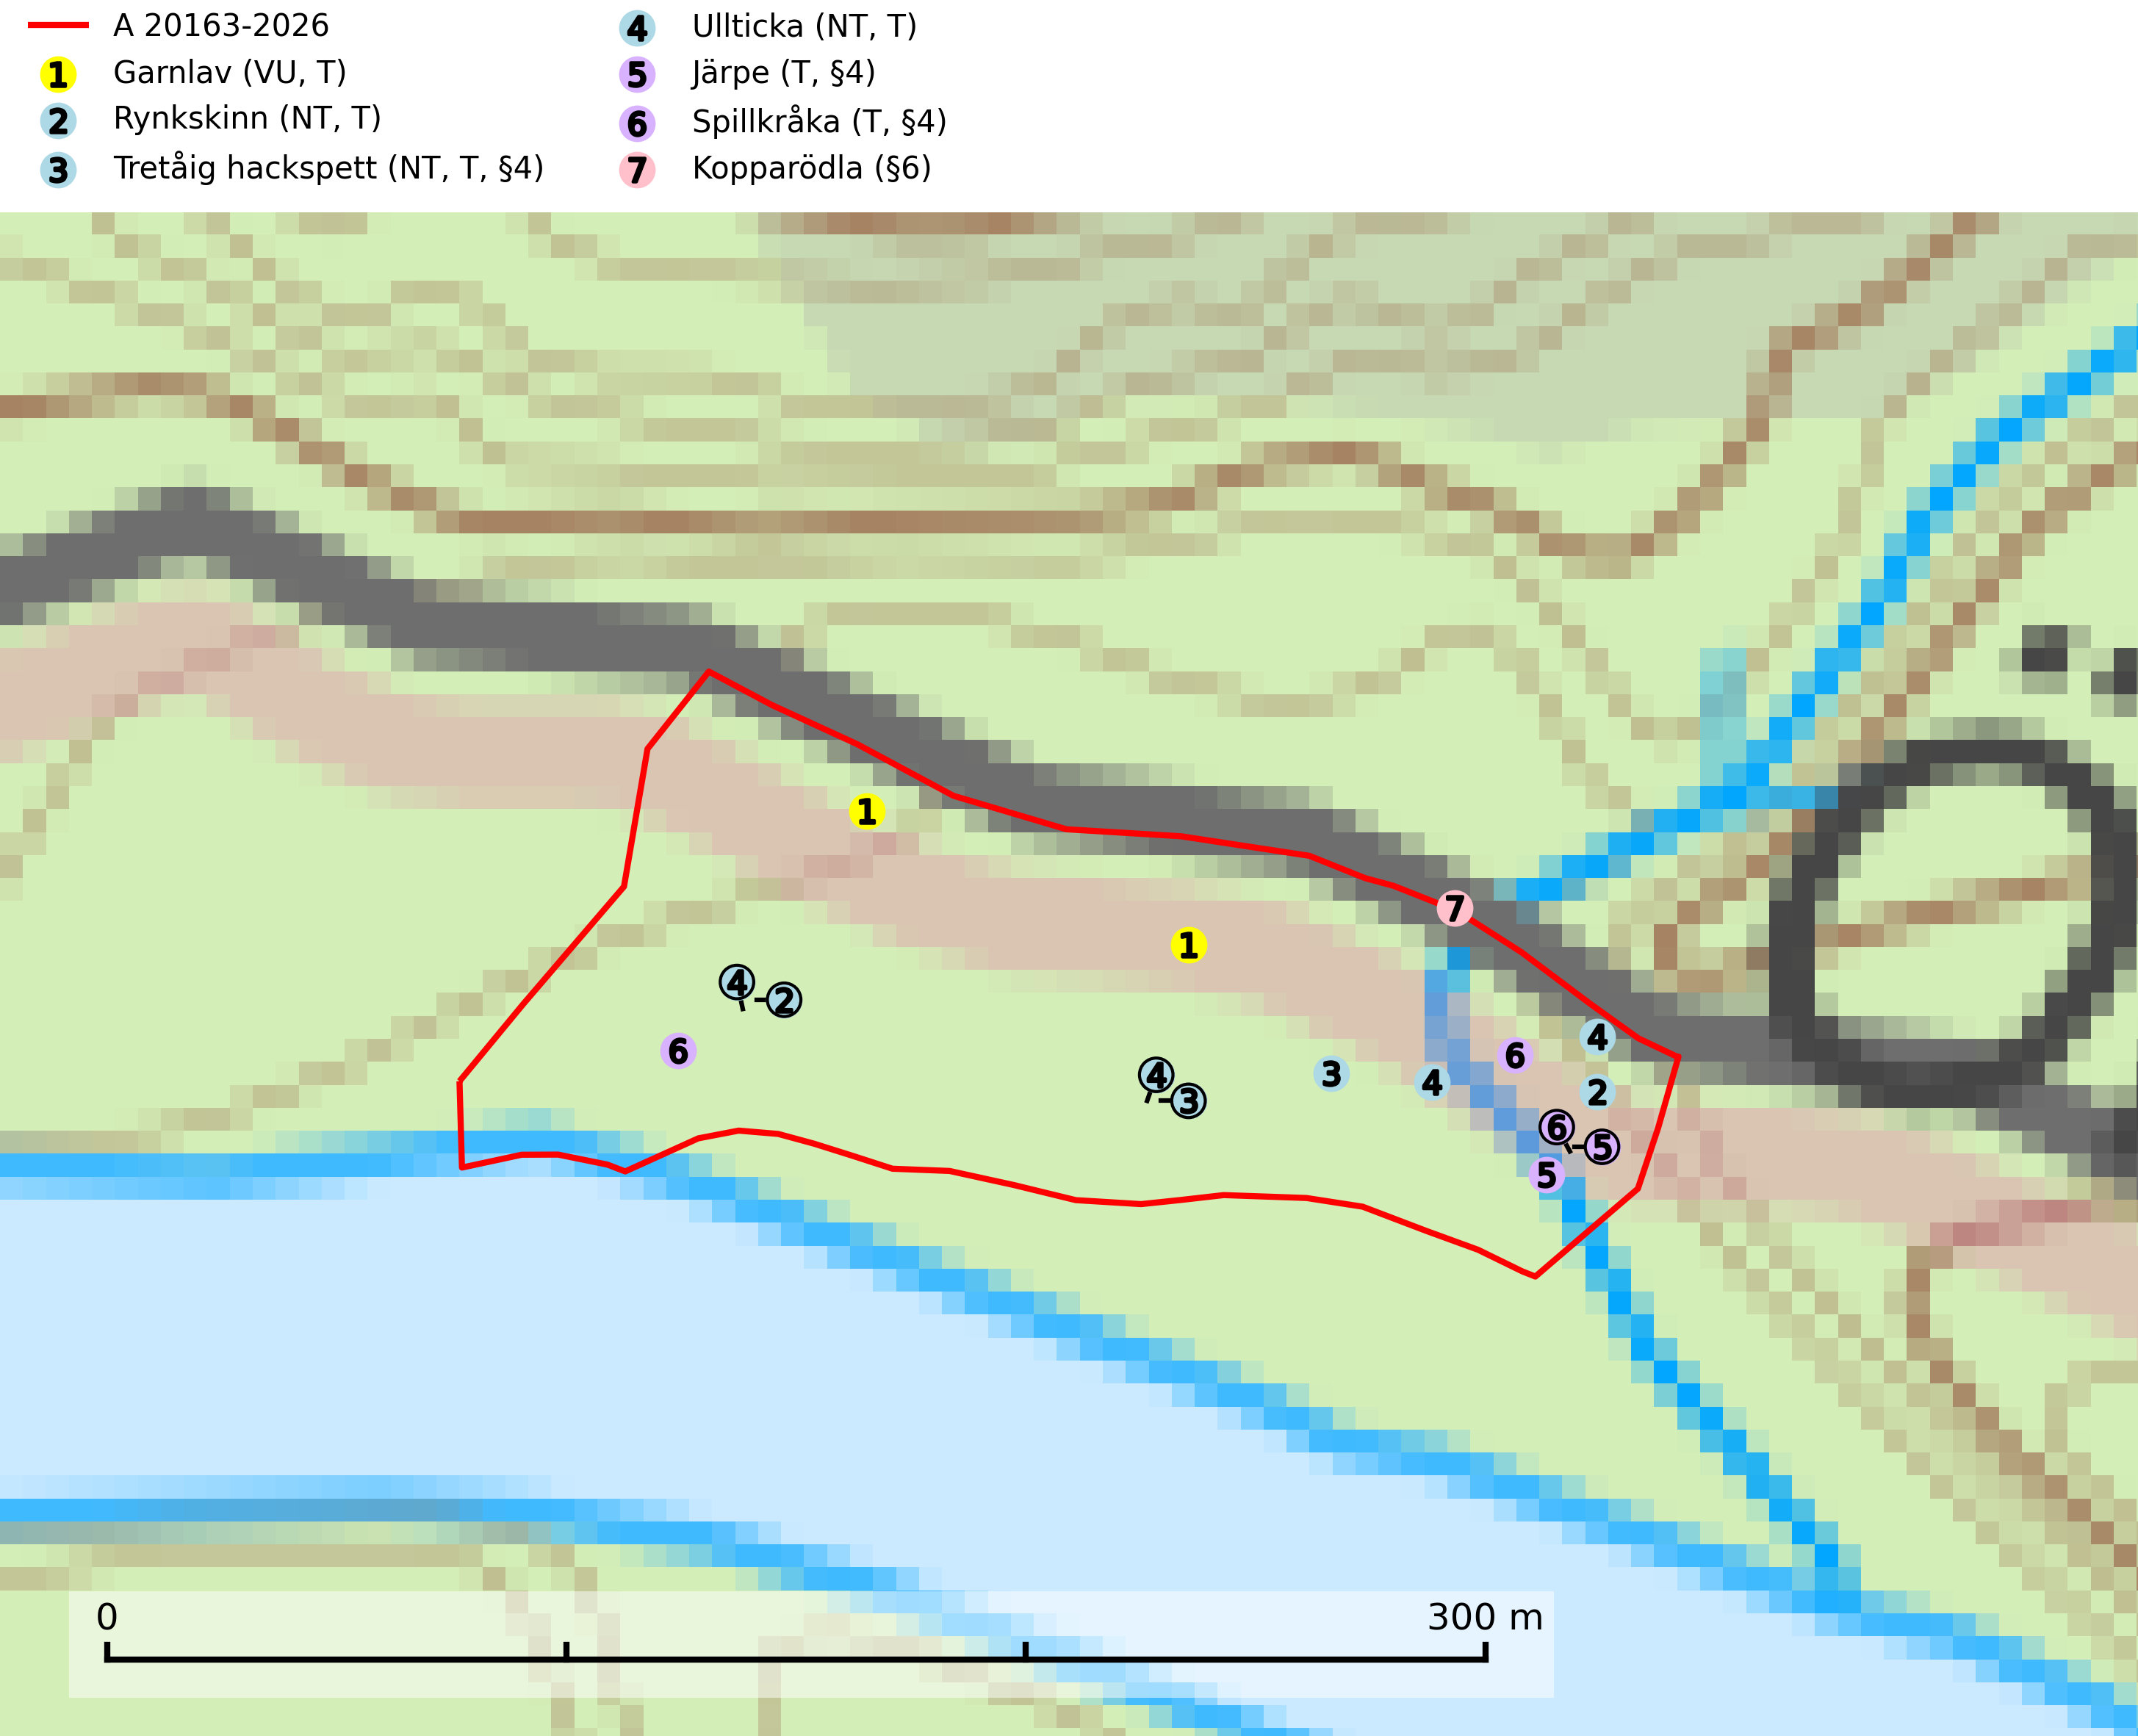 A 20163-2026
1 Garnlav (VU, T)
2 Rynkskinn (NT, T)
3 Tretåig hackspett (NT, T, §4)
4 Ullticka (NT, T)
5 Järpe (T, §4)
6 Spillkråka (T, §4)
7 Kopparödla (§6)
1
7
1
4
2
6
4
6
4
3
4
3
2
6
5
5
0 300 m